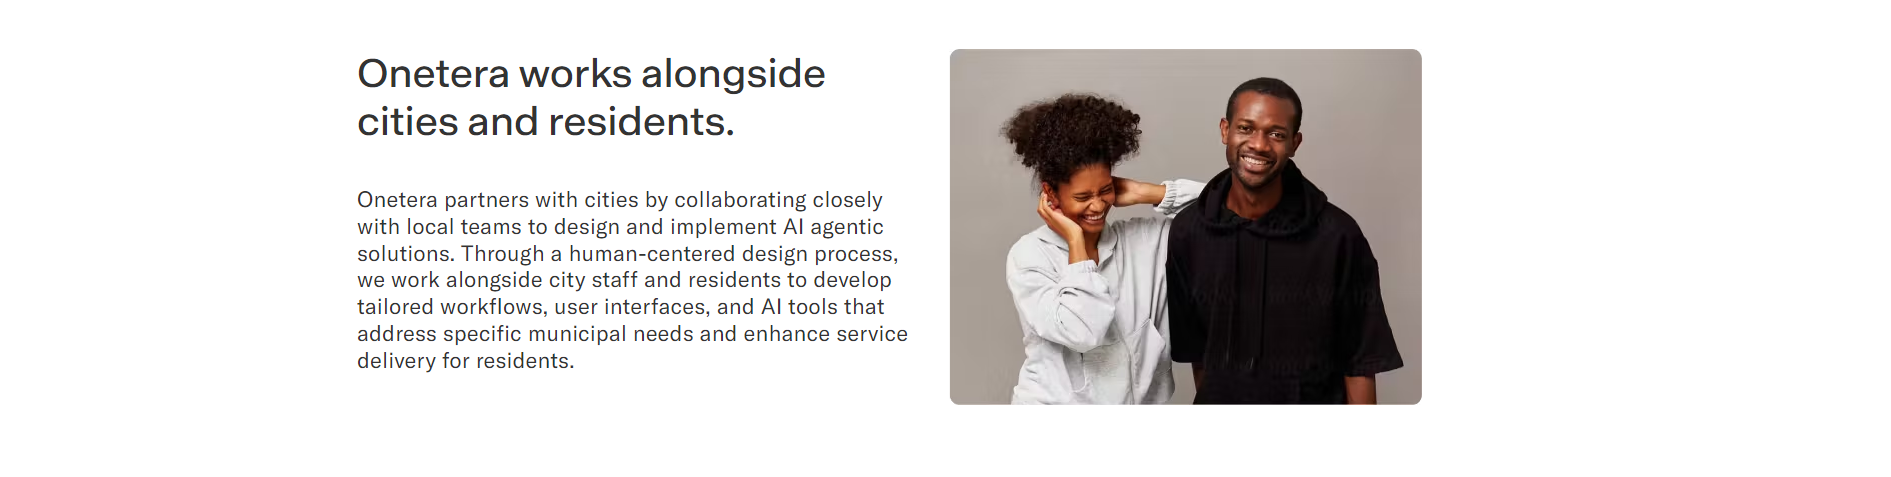 Onetera works alongside
cities and residents.
Onetera partners with cities by collaborating closely
with local teams to design and implement AI agentic
solutions. Through a human-centered design process,
we work alongside city staff and residents to develop
tailored workflows, user interfaces, and AI tools that
address specific municipal needs and enhance service
delivery for residents.